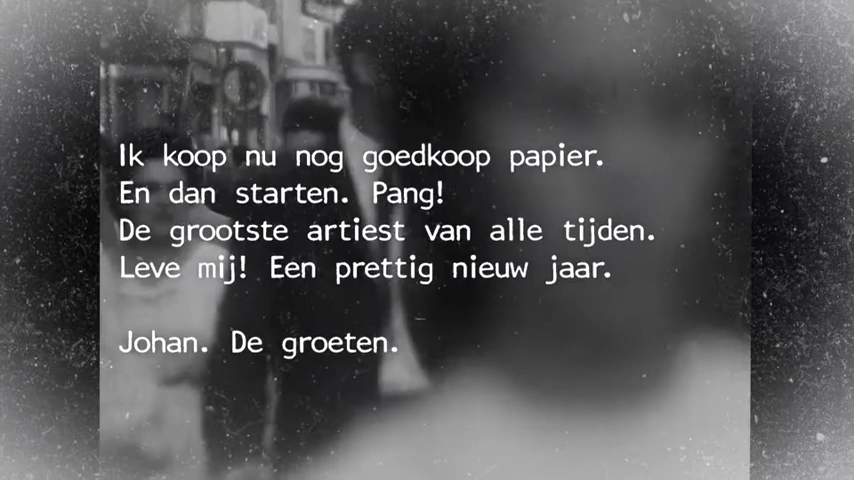 Ik koop nu nog goedkoop papier.
En dan starten. Pang!
De grootste artiest van alle tijden.
Leve mij! Een prettig nieuw jaar.
Johan. De groeten.